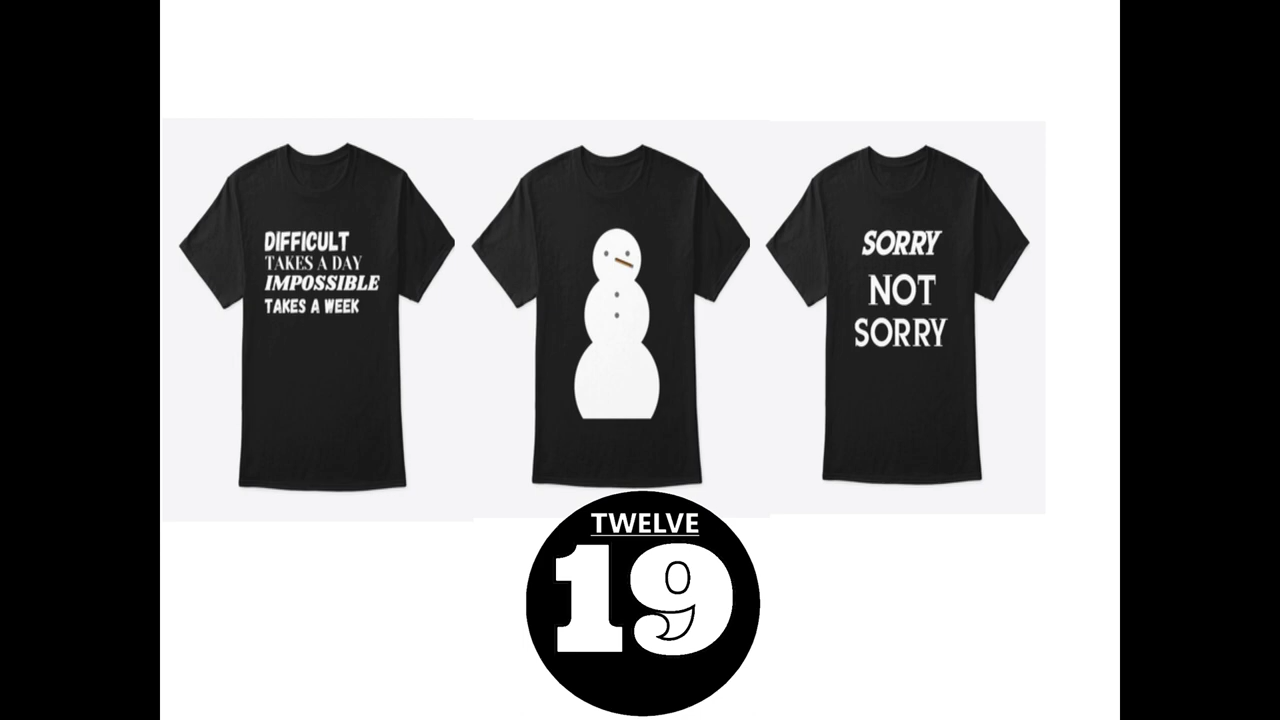 DIFFICULT
TAKES A DAY
IMPOSSIBLE
TAKES A WEEK
SORRY
NOT
SORRY
TWELVE
19